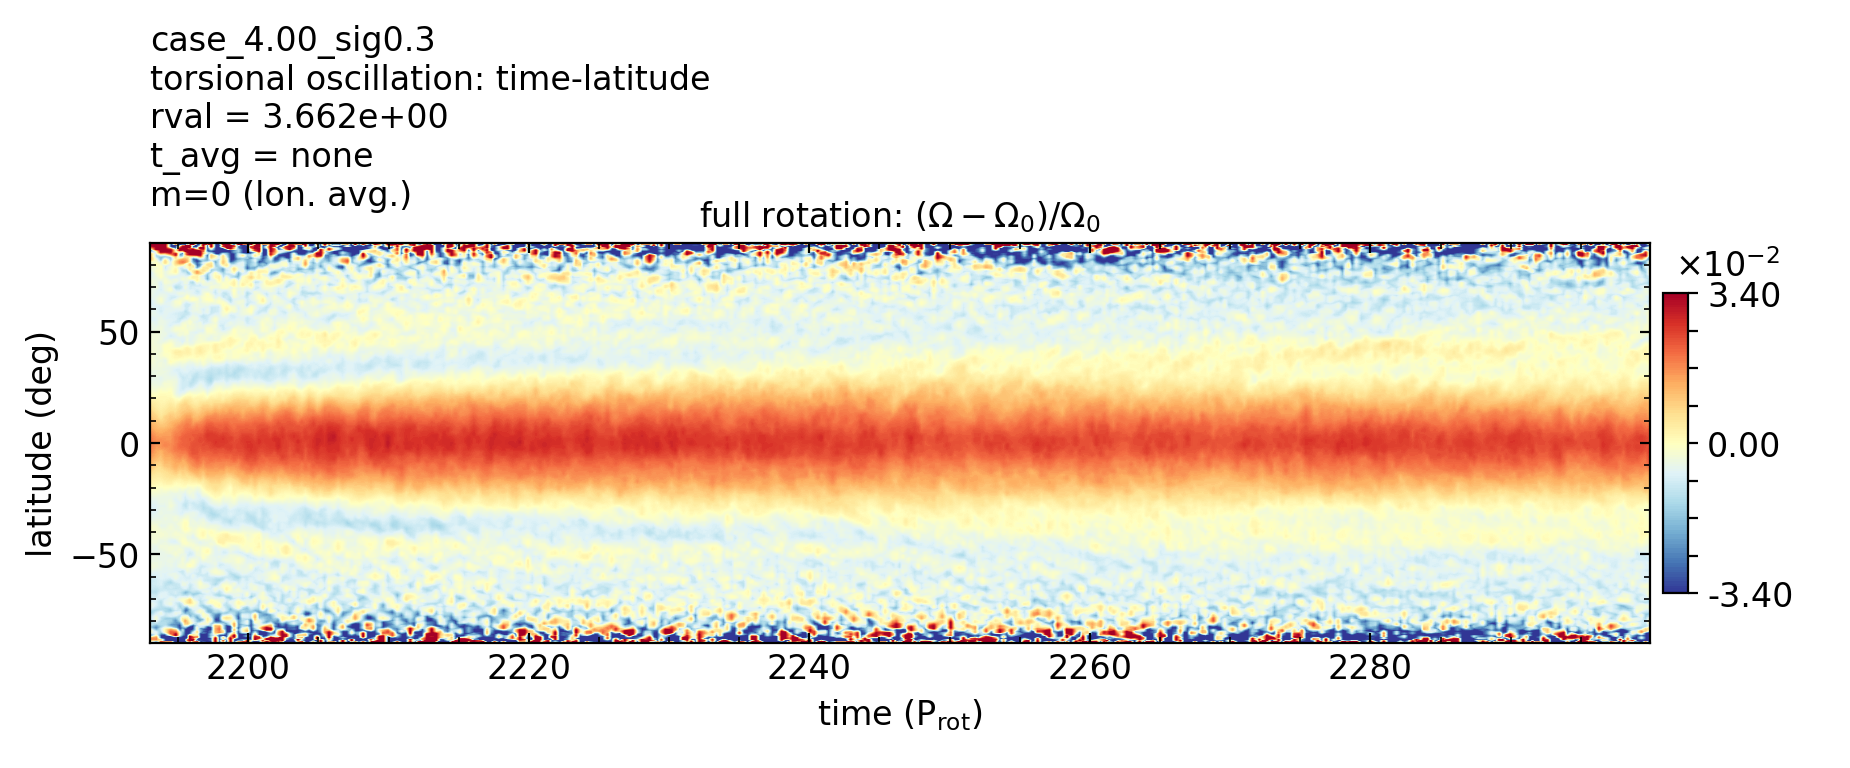 case_4.00_sig0.3
torsional oscillation: time-latitude
rval = 3.662e+00
t_avg = none
m=0 (lon. avg.)
full rotation: (Ω − Ω₀)/Ω₀
×10⁻²
3.40
0.00
-3.40
latitude (deg)
50
0
−50
2200 2220 2240 2260 2280
time (P_rot)